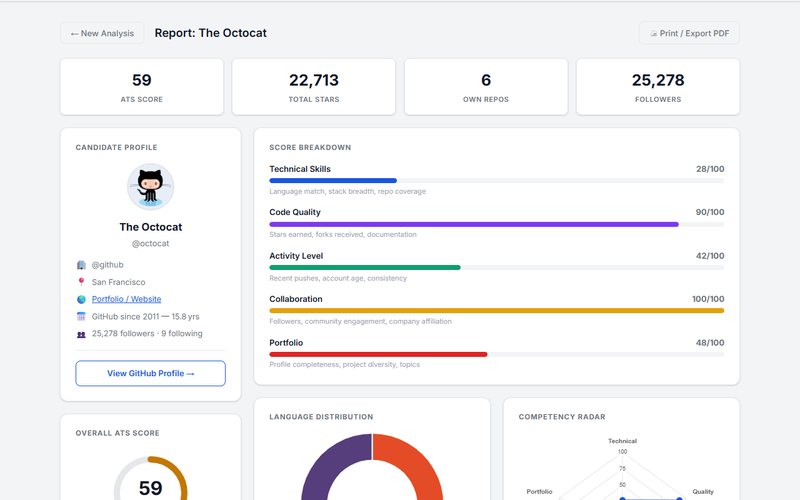 ← New Analysis
Report: The Octocat
Print / Export PDF
59
ATS SCORE
22,713
TOTAL STARS
6
OWN REPOS
25,278
FOLLOWERS
CANDIDATE PROFILE
The Octocat
@octocat
@github
San Francisco
Portfolio / Website
GitHub since 2011 — 15.8 yrs
25,278 followers · 9 following
View GitHub Profile →
SCORE BREAKDOWN
Technical Skills 28/100
Language match, stack breadth, repo coverage
Code Quality 90/100
Stars earned, forks received, documentation
Activity Level 42/100
Recent pushes, account age, consistency
Collaboration 100/100
Followers, community engagement, company affiliation
Portfolio 48/100
Profile completeness, project diversity, topics
OVERALL ATS SCORE
59
LANGUAGE DISTRIBUTION
COMPETENCY RADAR
Technical
100
75
50
Portfolio
Quality